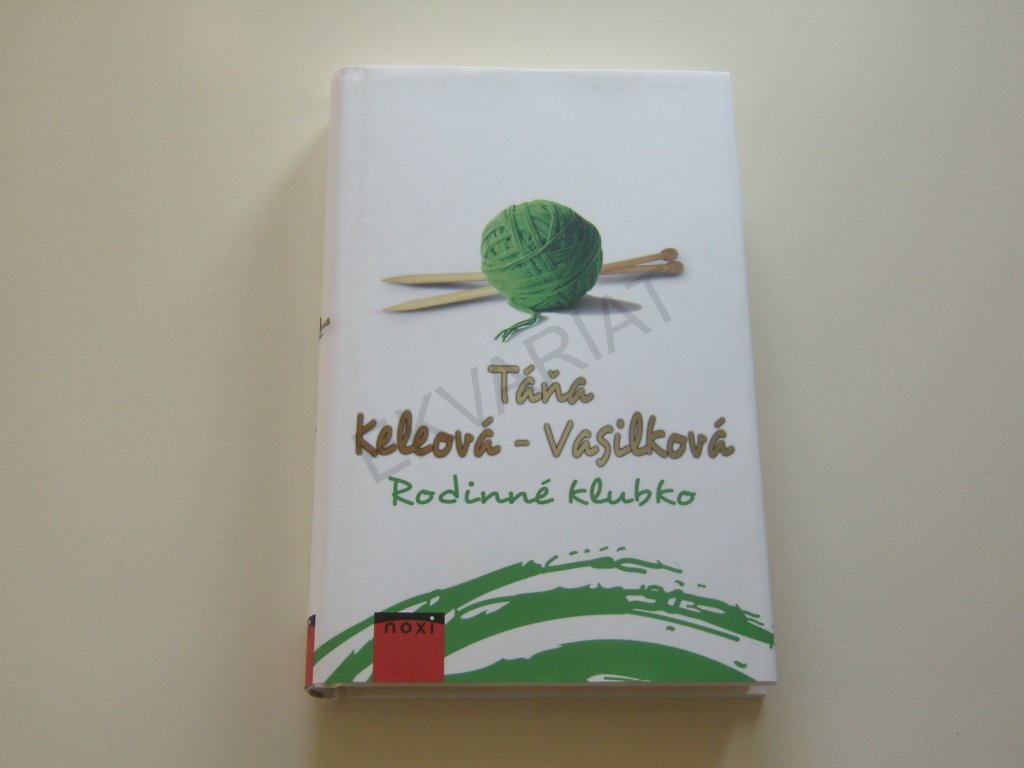 Táňa
Keleová - Vasilková
Rodinné klubko
noxi
EKVARIAT